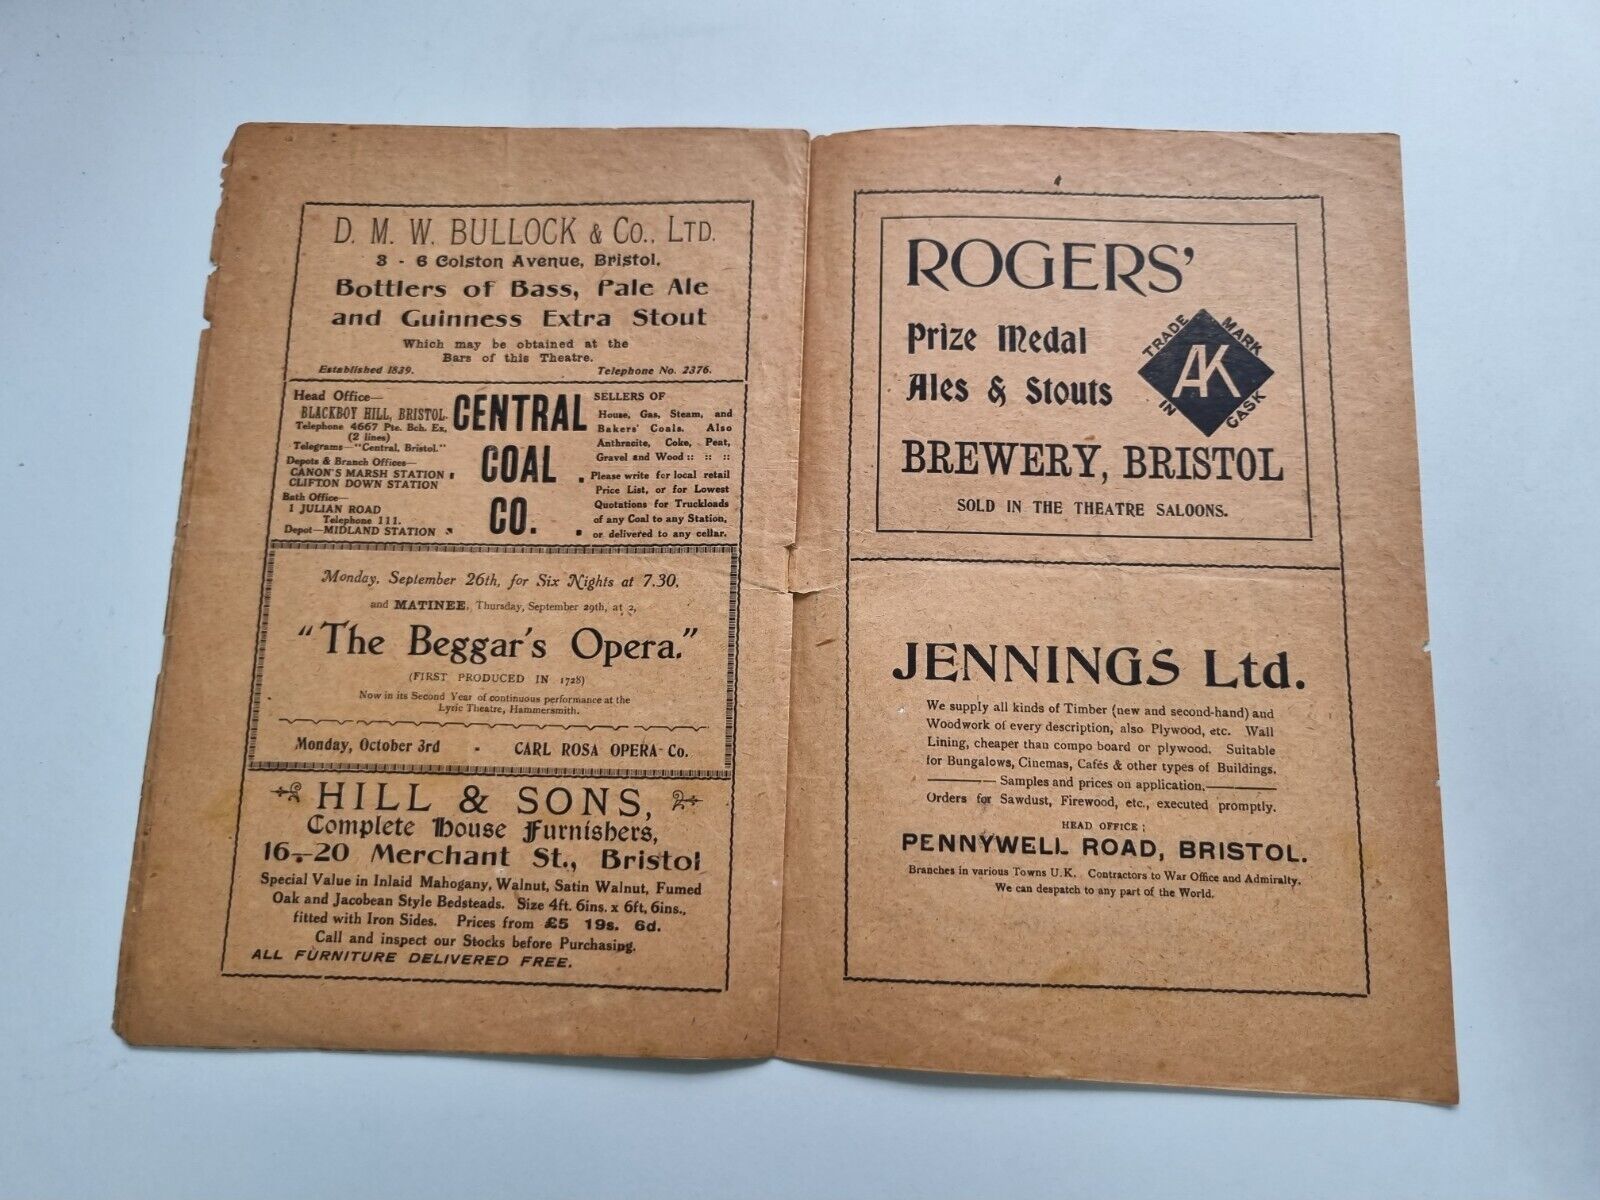 D. M. W. BULLOCK & Co., LTD.
3 - 6 Colston Avenue, Bristol.
Bottlers of Bass, Pale Ale
and Guinness Extra Stout
Which may be obtained at the
Bars of this Theatre.
Established 1839. Telephone No. 2376.
Head Office—
BLACKBOY HILL, BRISTOL.
Telephone 4667 Pte. Bch. Ex.
(2 lines)
Telegrams—"Central, Bristol."
Depots & Branch Offices—
CANON'S MARSH STATION
CLIFTON DOWN STATION
Bath Office—
1 JULIAN ROAD
Telephone 111.
Depot—MIDLAND STATION
CENTRAL
COAL
CO.
SELLERS OF
House, Gas, Steam, and
Bakers' Coals. Also
Anthracite, Coke, Peat,
Gravel and Wood :: :: ::
Please write for local retail
Price List, or for Lowest
Quotations for Truckloads
of any Coal to any Station,
or delivered to any cellar.
Monday, September 26th, for Six Nights at 7.30,
and MATINEE, Thursday, September 29th, at 2,
"The Beggar's Opera."
(FIRST PRODUCED IN 1728)
Now in its Second Year of continuous performance at the
Lyric Theatre, Hammersmith.
Monday, October 3rd - CARL ROSA OPERA Co.
HILL & SONS,
Complete House Furnishers,
16—20 Merchant St., Bristol
Special Value in Inlaid Mahogany, Walnut, Satin Walnut, Fumed
Oak and Jacobean Style Bedsteads. Size 4ft. 6ins. x 6ft, 6ins.,
fitted with Iron Sides. Prices from £5 19s. 6d.
Call and inspect our Stocks before Purchasing.
ALL FURNITURE DELIVERED FREE.
ROGERS'
Prize Medal
Ales & Stouts
TRADE MARK
AK
IN CASK
BREWERY, BRISTOL
SOLD IN THE THEATRE SALOONS.
JENNINGS Ltd.
We supply all kinds of Timber (new and second-hand) and
Woodwork of every description, also Plywood, etc. Wall
Lining, cheaper than compo board or plywood. Suitable
for Bungalows, Cinemas, Cafés & other types of Buildings.
— Samples and prices on application. —
Orders for Sawdust, Firewood, etc., executed promptly.
HEAD OFFICE;
PENNYWELL ROAD, BRISTOL.
Branches in various Towns U.K. Contractors to War Office and Admiralty.
We can despatch to any part of the World.